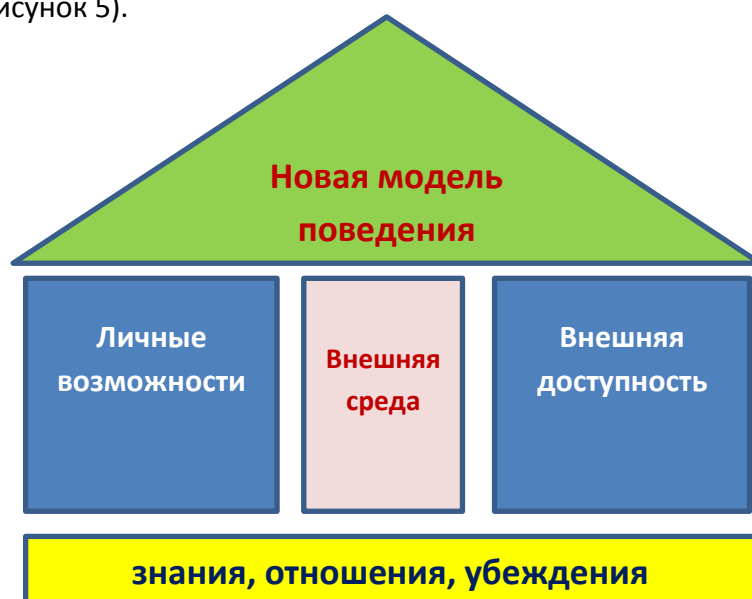 исунок 5).
Новая модель
поведения
Личные
возможности
Внешняя
среда
Внешняя
доступность
знания, отношения, убеждения